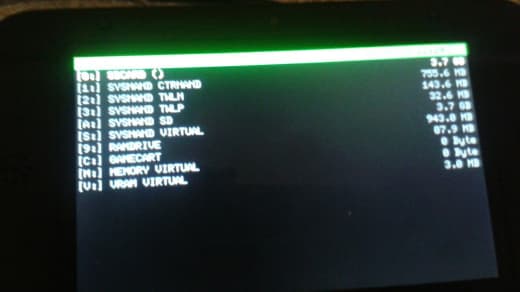 [0:] SDCARD () 3.7 GB
[1:] SYSNAND CTRNAND 755.6 MB
[2:] SYSNAND TWLN 143.6 MB
[3:] SYSNAND TWLP 32.6 MB
[A:] SYSNAND SD 3.7 GB
[S:] SYSNAND VIRTUAL 943.0 MB
[9:] RAMDRIVE 87.9 MB
[C:] GAMECART 0 Byte
[M:] MEMORY VIRTUAL 0 Byte
[V:] VRAM VIRTUAL 3.0 MB